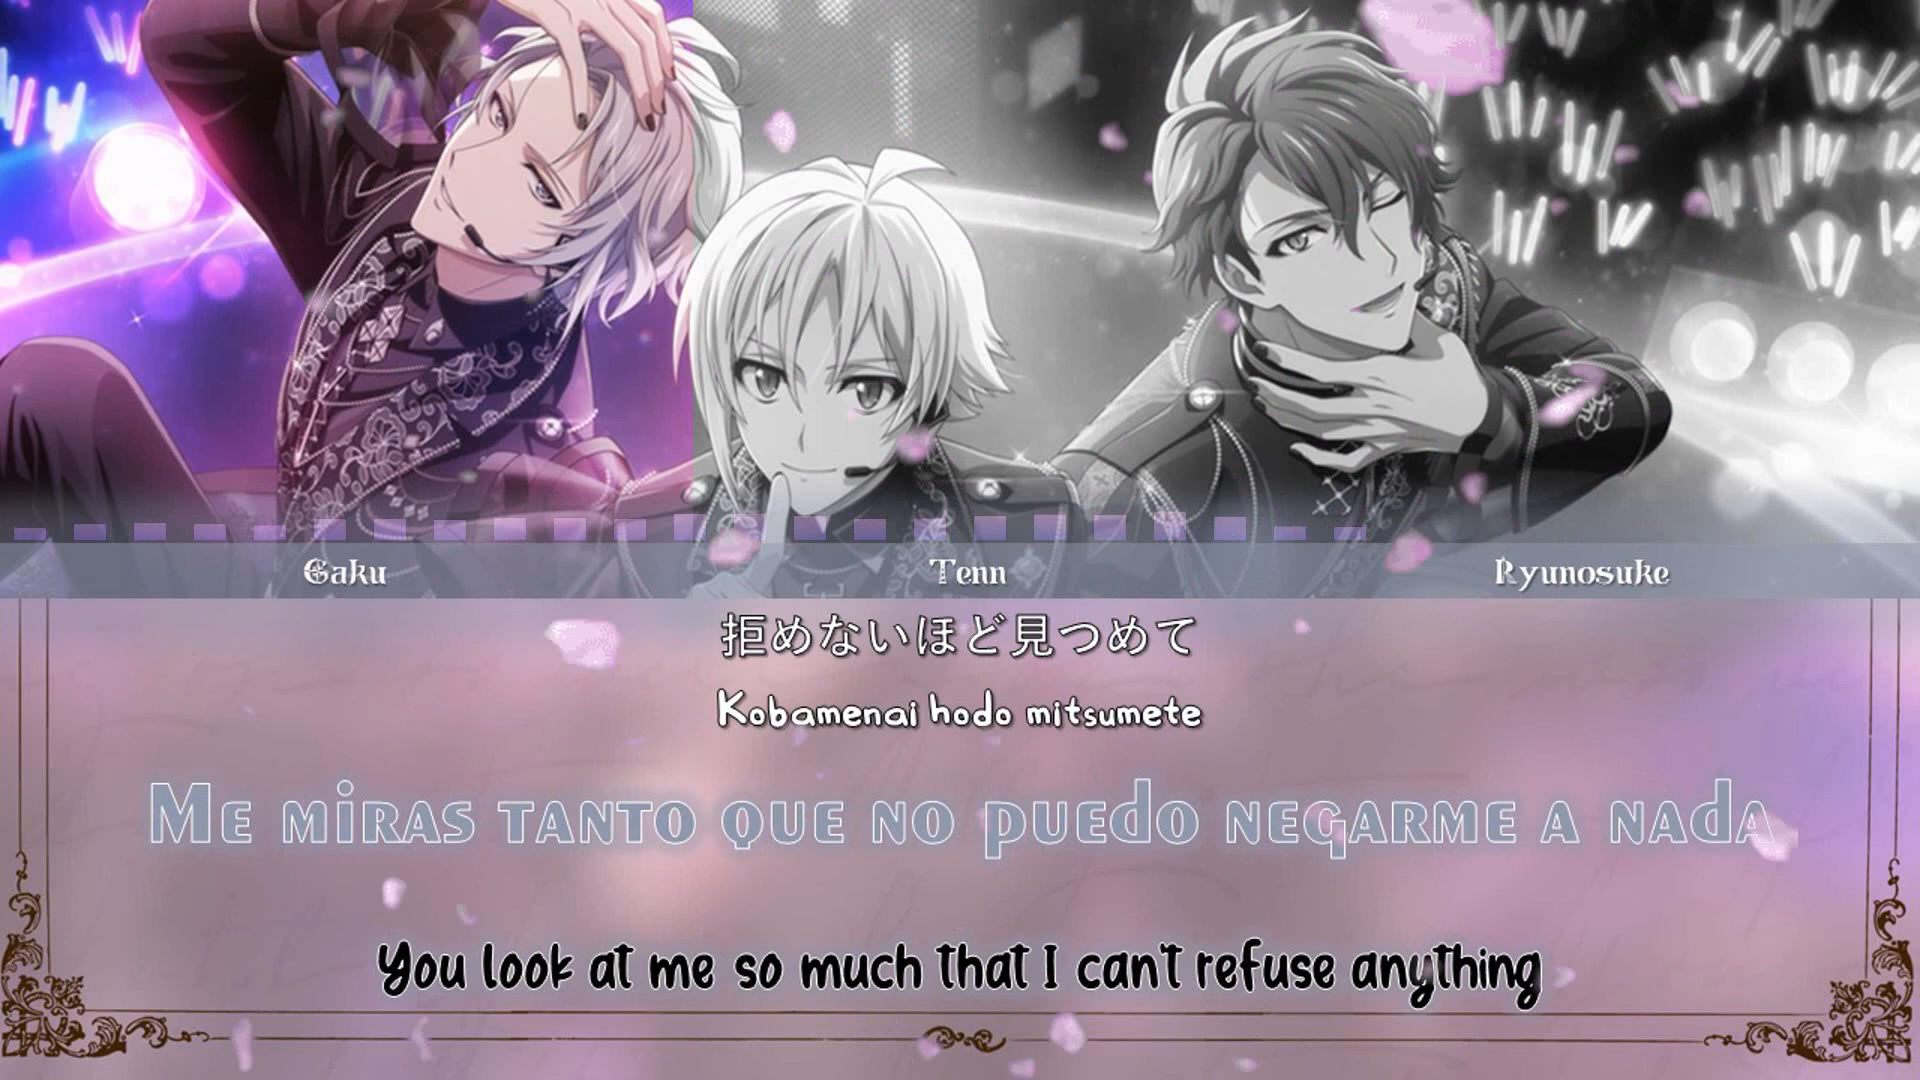 Gaku
Tenn
Ryunosuke
拒めないほど見つめて
Kobamenai hodo mitsumete
Me miras tanto que no puedo negarme a nada
You look at me so much that I can't refuse anything